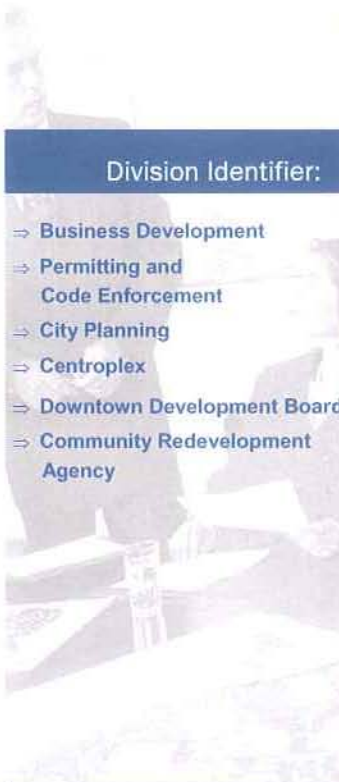 Division Identifier:
⇒ Business Development
⇒ Permitting and
Code Enforcement
⇒ City Planning
⇒ Centroplex
⇒ Downtown Development Board
⇒ Community Redevelopment
Agency